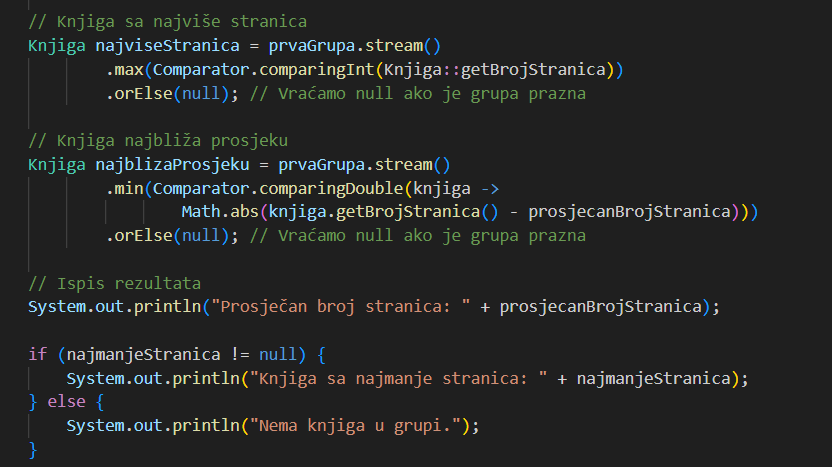 // Knjiga sa najviše stranica
Knjiga najviseStranica = prvaGrupa.stream()
.max(Comparator.comparingInt(Knjiga::getBrojStranica))
.orElse(null); // Vraćamo null ako je grupa prazna
// Knjiga najbliža prosjeku
Knjiga najblizaProsjeku = prvaGrupa.stream()
.min(Comparator.comparingDouble(knjiga ->
Math.abs(knjiga.getBrojStranica() - prosjecanBrojStranica)))
.orElse(null); // Vraćamo null ako je grupa prazna
// Ispis rezultata
System.out.println("Prosječan broj stranica: " + prosjecanBrojStranica);
if (najmanjeStranica != null) {
System.out.println("Knjiga sa najmanje stranica: " + najmanjeStranica);
} else {
System.out.println("Nema knjiga u grupi.");
}